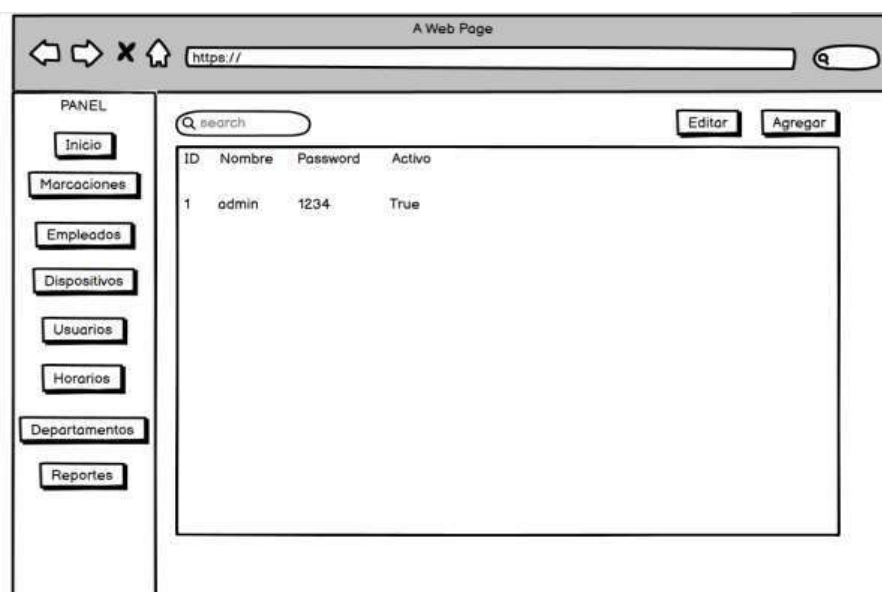 A Web Page
https://
PANEL
Inicio
Marcaciones
Empleados
Dispositivos
Usuarios
Horarios
Departamentos
Reportes
search
Editar
Agregar
ID Nombre Password Activo
1 admin 1234 True